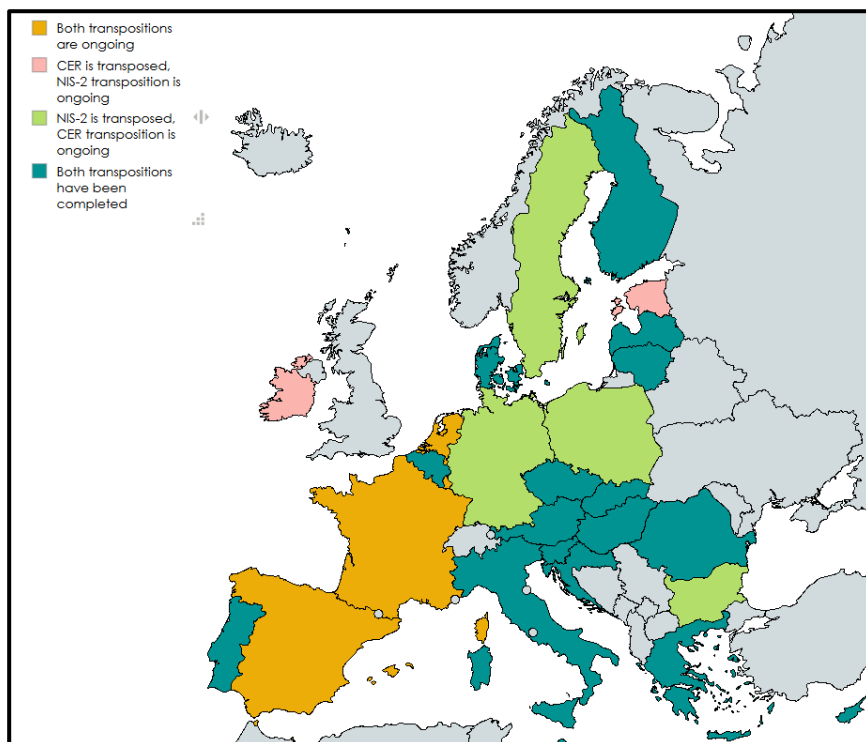 Both transpositions
are ongoing
CER is transposed,
NIS-2 transposition is
ongoing
NIS-2 is transposed,
CER transposition is
ongoing
Both transpositions
have been
completed